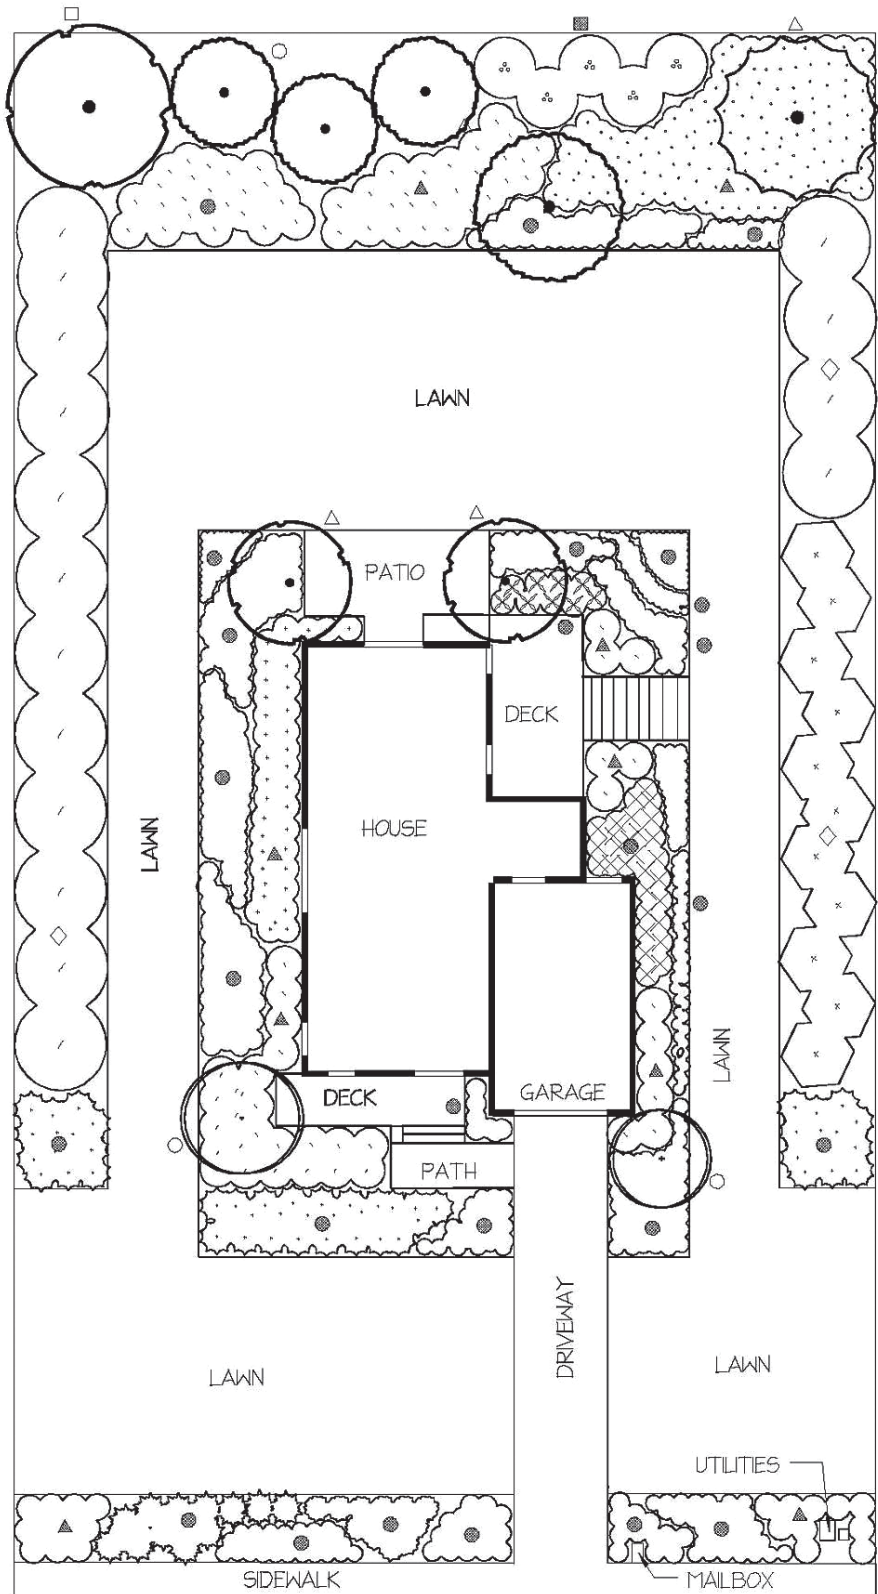 LAWN
PATIO
DECK
HOUSE
LAWN
LAWN
DECK
GARAGE
PATH
DRIVEWAY
LAWN
LAWN
UTILITIES
SIDEWALK
MAILBOX